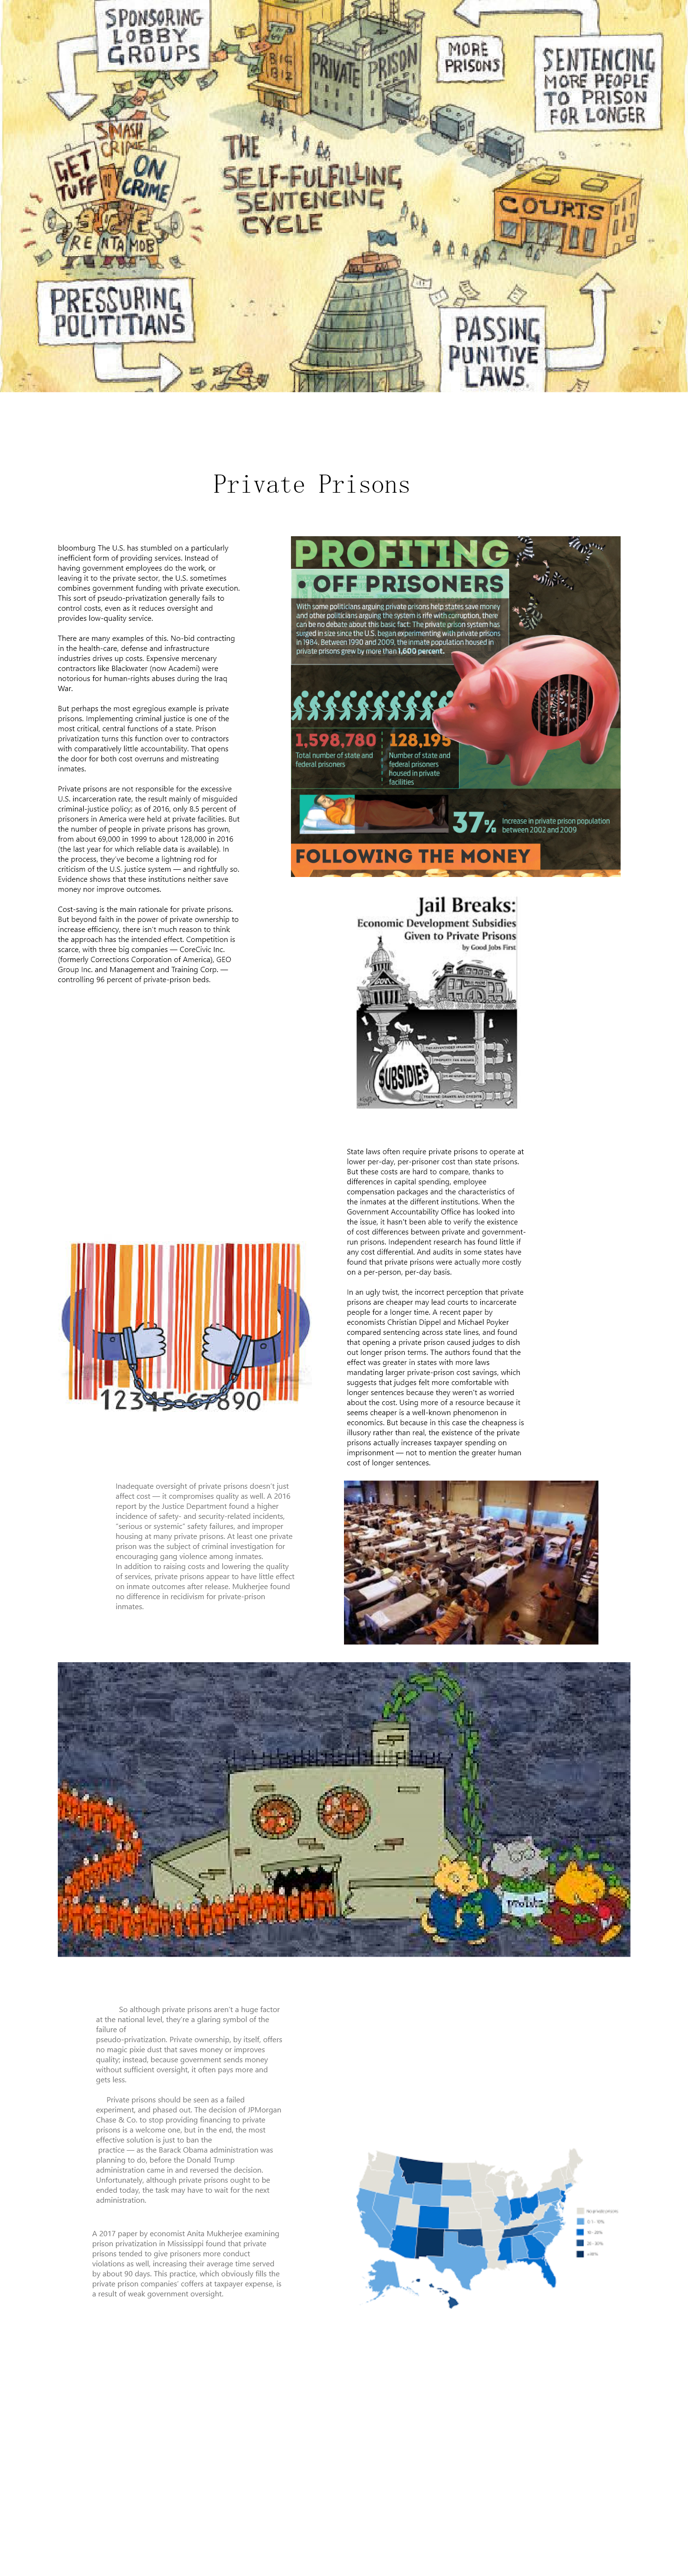 SPONSORING
LOBBY
GROUPS
BIG
BIZ
PRIVATE PRISON
MORE
PRISONS
SENTENCING
MORE PEOPLE
TO PRISON
FOR LONGER
SMASH
CRIME
GET
TUFF
ON
CRIME
RENTAMOB
THE
SELF-FULFILLING
SENTENCING
CYCLE
COURTS
PRESSURING
POLITITIANS
PASSING
PUNITIVE
LAWS
Private Prisons
bloomburg The U.S. has stumbled on a particularly
inefficient form of providing services. Instead of
having government employees do the work, or
leaving it to the private sector, the U.S. sometimes
combines government funding with private execution.
This sort of pseudo-privatization generally fails to
control costs, even as it reduces oversight and
provides low-quality service.
There are many examples of this. No-bid contracting
in the health-care, defense and infrastructure
industries drives up costs. Expensive mercenary
contractors like Blackwater (now Academi) were
notorious for human-rights abuses during the Iraq
War.
But perhaps the most egregious example is private
prisons. Implementing criminal justice is one of the
most critical, central functions of a state. Prison
privatization turns this function over to contractors
with comparatively little accountability. That opens
the door for both cost overruns and mistreating
inmates.
Private prisons are not responsible for the excessive
U.S. incarceration rate, the result mainly of misguided
criminal-justice policy; as of 2016, only 8.5 percent of
prisoners in America were held at private facilities. But
the number of people in private prisons has grown,
from about 69,000 in 1999 to about 128,000 in 2016
(the last year for which reliable data is available). In
the process, they've become a lightning rod for
criticism of the U.S. justice system — and rightfully so.
Evidence shows that these institutions neither save
money nor improve outcomes.
Cost-saving is the main rationale for private prisons.
But beyond faith in the power of private ownership to
increase efficiency, there isn't much reason to think
the approach has the intended effect. Competition is
scarce, with three big companies — CoreCivic Inc.
(formerly Corrections Corporation of America), GEO
Group Inc. and Management and Training Corp. —
controlling 96 percent of private-prison beds.
PROFITING
• OFF PRISONERS
With some politicians arguing private prisons help states save money
and other politicians arguing the system is rife with corruption, there
can be no debate about this basic fact: The private prison system has
surged in size since the U.S. began experimenting with private prisons
in 1984. Between 1990 and 2009, the inmate population housed in
private prisons grew by more than 1,600 percent.
1,598,780
Total number of state and
federal prisoners
128,195
Number of state and
federal prisoners
housed in private
facilities
37%
Increase in private prison population
between 2002 and 2009
FOLLOWING THE MONEY
Jail Breaks:
Economic Development Subsidies
Given to Private Prisons
by Good Jobs First
SUBSIDIES
State laws often require private prisons to operate at
lower per-day, per-prisoner cost than state prisons.
But these costs are hard to compare, thanks to
differences in capital spending, employee
compensation packages and the characteristics of
the inmates at the different institutions. When the
Government Accountability Office has looked into
the issue, it hasn't been able to verify the existence
of cost differences between private and government-
run prisons. Independent research has found little if
any cost differential. And audits in some states have
found that private prisons were actually more costly
on a per-person, per-day basis.
In an ugly twist, the incorrect perception that private
prisons are cheaper may lead courts to incarcerate
people for a longer time. A recent paper by
economists Christian Dippel and Michael Poyker
compared sentencing across state lines, and found
that opening a private prison caused judges to dish
out longer prison terms. The authors found that the
effect was greater in states with more laws
mandating larger private-prison cost savings, which
suggests that judges felt more comfortable with
longer sentences because they weren't as worried
about the cost. Using more of a resource because it
seems cheaper is a well-known phenomenon in
economics. But because in this case the cheapness is
illusory rather than real, the existence of the private
prisons actually increases taxpayer spending on
imprisonment — not to mention the greater human
cost of longer sentences.
12345 67890
Inadequate oversight of private prisons doesn't just
affect cost — it compromises quality as well. A 2016
report by the Justice Department found a higher
incidence of safety- and security-related incidents,
"serious or systemic" safety failures, and improper
housing at many private prisons. At least one private
prison was the subject of criminal investigation for
encouraging gang violence among inmates.
In addition to raising costs and lowering the quality
of services, private prisons appear to have little effect
on inmate outcomes after release. Mukherjee found
no difference in recidivism for private-prison
inmates.
profits
So although private prisons aren't a huge factor
at the national level, they're a glaring symbol of the
failure of
pseudo-privatization. Private ownership, by itself, offers
no magic pixie dust that saves money or improves
quality; instead, because government sends money
without sufficient oversight, it often pays more and
gets less.
Private prisons should be seen as a failed
experiment, and phased out. The decision of JPMorgan
Chase & Co. to stop providing financing to private
prisons is a welcome one, but in the end, the most
effective solution is just to ban the
practice — as the Barack Obama administration was
planning to do, before the Donald Trump
administration came in and reversed the decision.
Unfortunately, although private prisons ought to be
ended today, the task may have to wait for the next
administration.
A 2017 paper by economist Anita Mukherjee examining
prison privatization in Mississippi found that private
prisons tended to give prisoners more conduct
violations as well, increasing their average time served
by about 90 days. This practice, which obviously fills the
private prison companies' coffers at taxpayer expense, is
a result of weak government oversight.